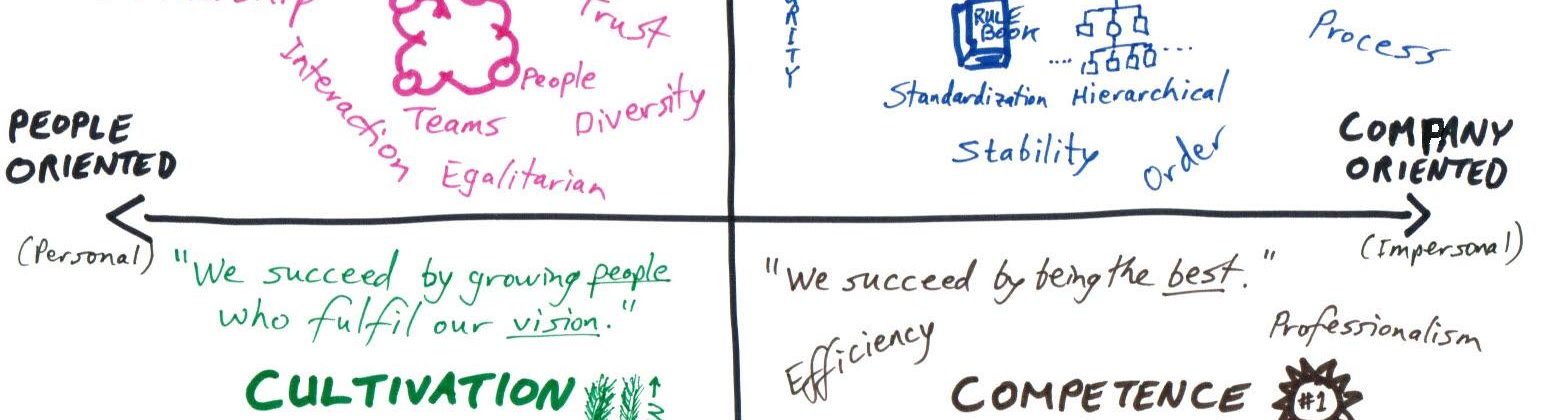 Trust
RITY
RULE
BOOK
Process
Interaction
People
Teams
Diversity
Egalitarian
Standardization Hierarchical
Stability
Order
PEOPLE
ORIENTED
COMPANY
ORIENTED
(Personal)
(Impersonal)
"We succeed by growing people
who fulfil our vision."
"We succeed by being the best."
Efficiency
Professionalism
CULTIVATION
COMPETENCE
#1